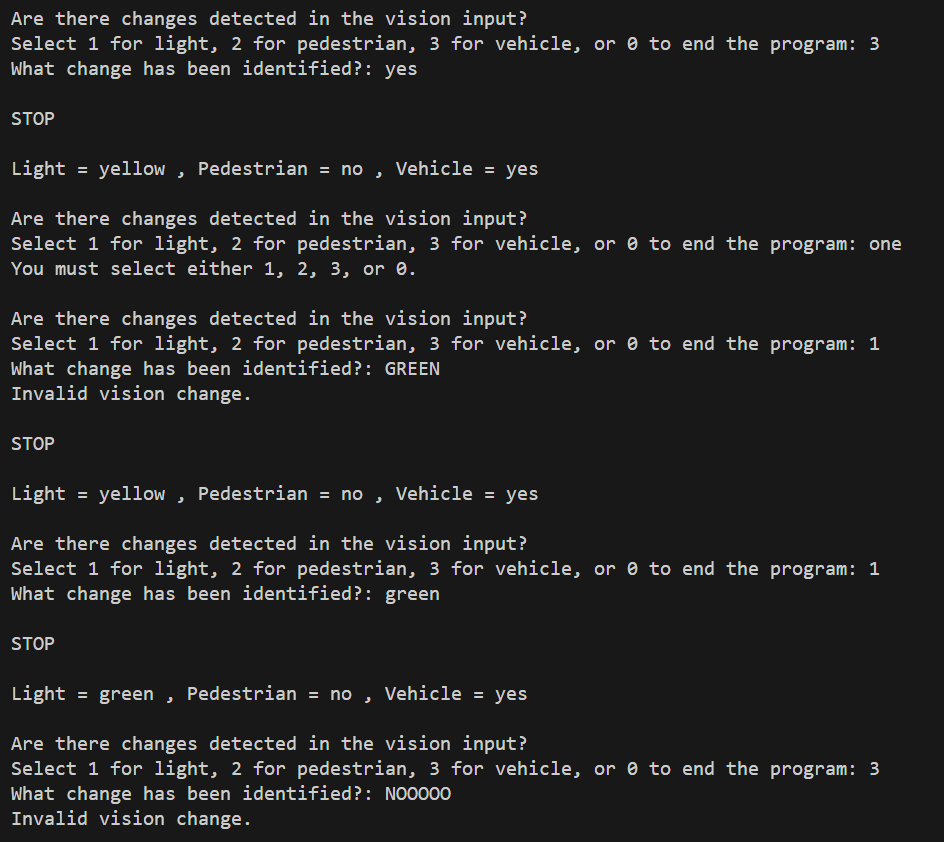 Are there changes detected in the vision input?
Select 1 for light, 2 for pedestrian, 3 for vehicle, or 0 to end the program: 3
What change has been identified?: yes
STOP
Light = yellow , Pedestrian = no , Vehicle = yes
Are there changes detected in the vision input?
Select 1 for light, 2 for pedestrian, 3 for vehicle, or 0 to end the program: one
You must select either 1, 2, 3, or 0.
Are there changes detected in the vision input?
Select 1 for light, 2 for pedestrian, 3 for vehicle, or 0 to end the program: 1
What change has been identified?: GREEN
Invalid vision change.
STOP
Light = yellow , Pedestrian = no , Vehicle = yes
Are there changes detected in the vision input?
Select 1 for light, 2 for pedestrian, 3 for vehicle, or 0 to end the program: 1
What change has been identified?: green
STOP
Light = green , Pedestrian = no , Vehicle = yes
Are there changes detected in the vision input?
Select 1 for light, 2 for pedestrian, 3 for vehicle, or 0 to end the program: 3
What change has been identified?: NOOOOO
Invalid vision change.